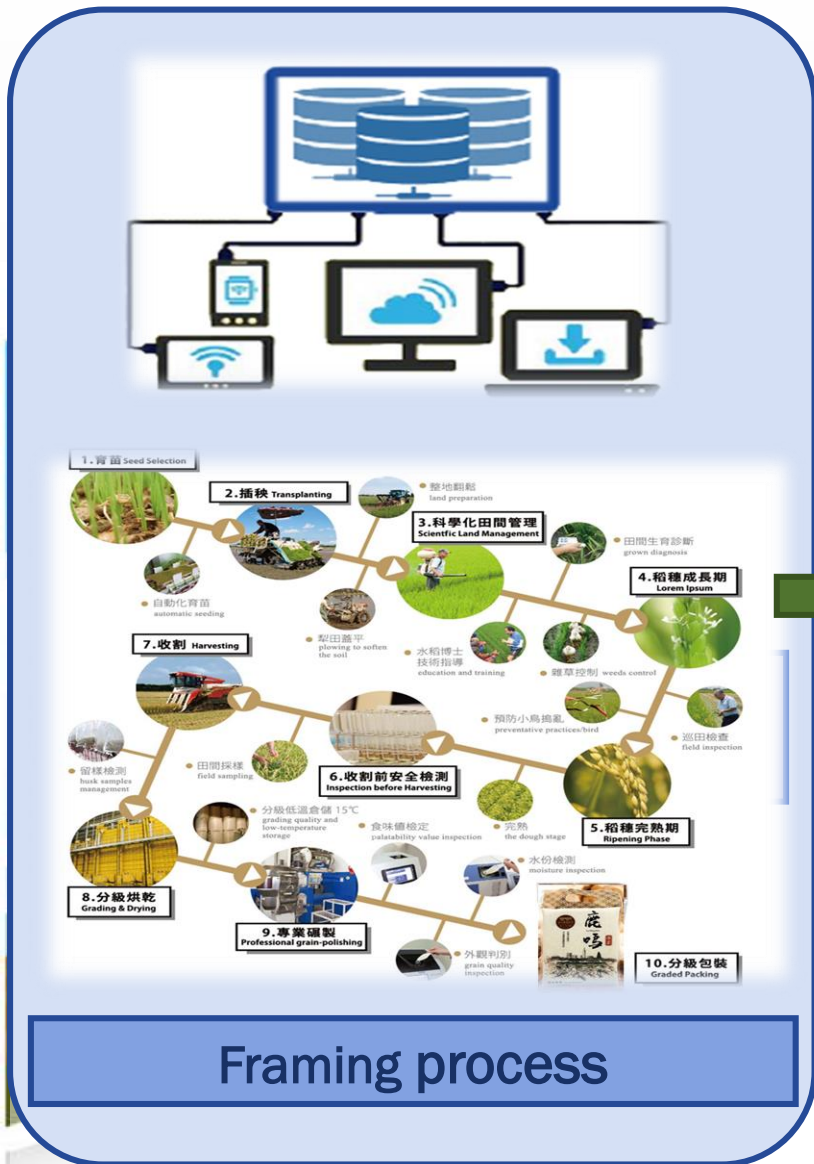 1.育苗 Seed Selection
2.插秧 Transplanting
整地翻鬆
land preparation
3.科學化田間管理
Scientfic Land Management
田間生育診斷
grown diagnosis
4.稻穗成長期
Lorem Ipsum
自動化育苗
automatic seeding
犁田蓋平
plowing to soften
the soil
水稻博士
技術指導
education and training
雜草控制 weeds control
7.收割 Harvesting
預防小鳥搗亂
preventative practices/bird
巡田檢查
field inspection
留樣檢測
husk samples
management
田間採樣
field sampling
6.收割前安全檢測
Inspection before Harvesting
分級低溫倉儲 15℃
grading quality and
low-temperature
storage
食味值檢定
palatability value inspection
完熟
the dough stage
5.稻穗完熟期
Ripening Phase
水份檢測
moisture inspection
8.分級烘乾
Grading & Drying
9.專業碾製
Professional grain-polishing
外觀判別
grain quality
inspection
鹿鳴
10.分級包裝
Graded Packing
Framing process